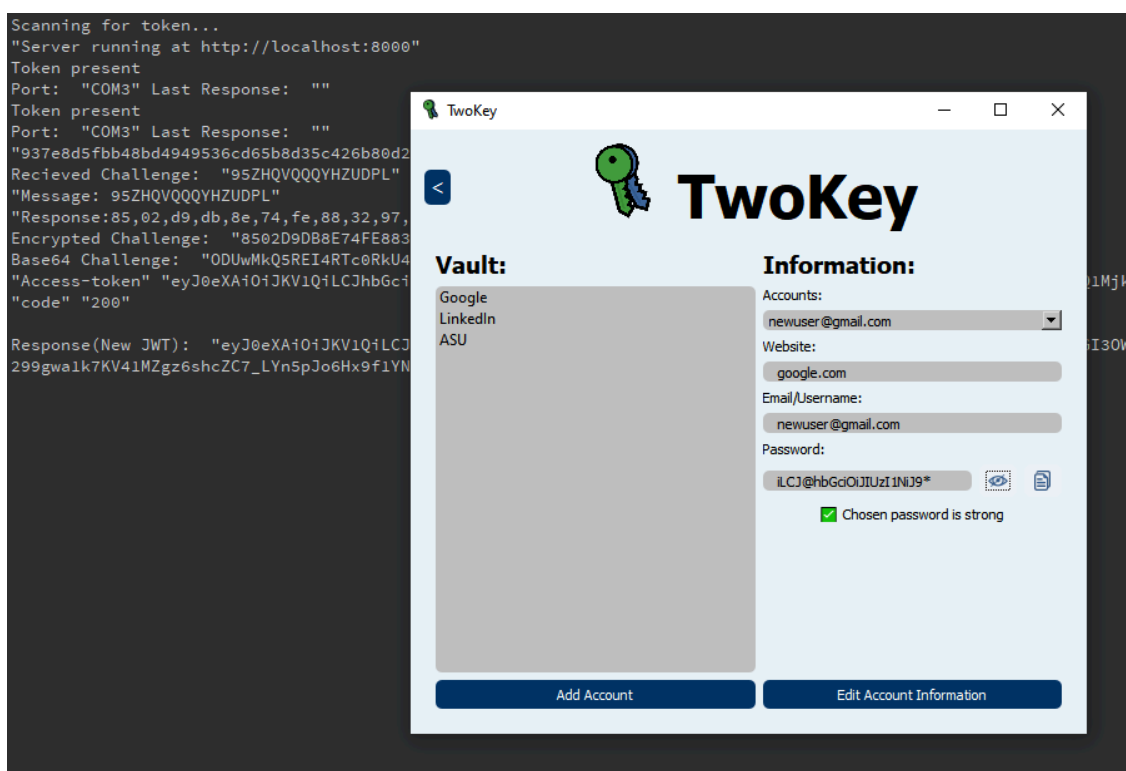 Scanning for token...
"Server running at http://localhost:8000"
Token present
Port:  "COM3" Last Response:  ""
Token present
Port:  "COM3" Last Response:  ""
"937e8d5fbb48bd4949536cd65b8d35c426b80d2
Recieved Challenge:  "95ZHQVQQQYHZUDPL"
"Message: 95ZHQVQQQYHZUDPL"
"Response:85,02,d9,db,8e,74,fe,88,32,97,
Encrypted Challenge:  "8502D9DB8E74FE883
Base64 Challenge:  "ODUwMkQ5REI4RTc0RkU4
"Access-token" "eyJ0eXAiOiJKV1QiLCJhbGci
"code" "200"
Response(New JWT):  "eyJ0eXAiOiJKV1QiLCJ
299gwa1k7KV41MZgz6shcZC7_LYn5pJo6Hx9f1YN
TwoKey
<
TwoKey
Vault:
Google
LinkedIn
ASU
Add Account
Information:
Accounts:
newuser@gmail.com
Website:
google.com
Email/Username:
newuser@gmail.com
Password:
iLCJ@hbGciOiJIUzI1NiJ9*
Chosen password is strong
Edit Account Information